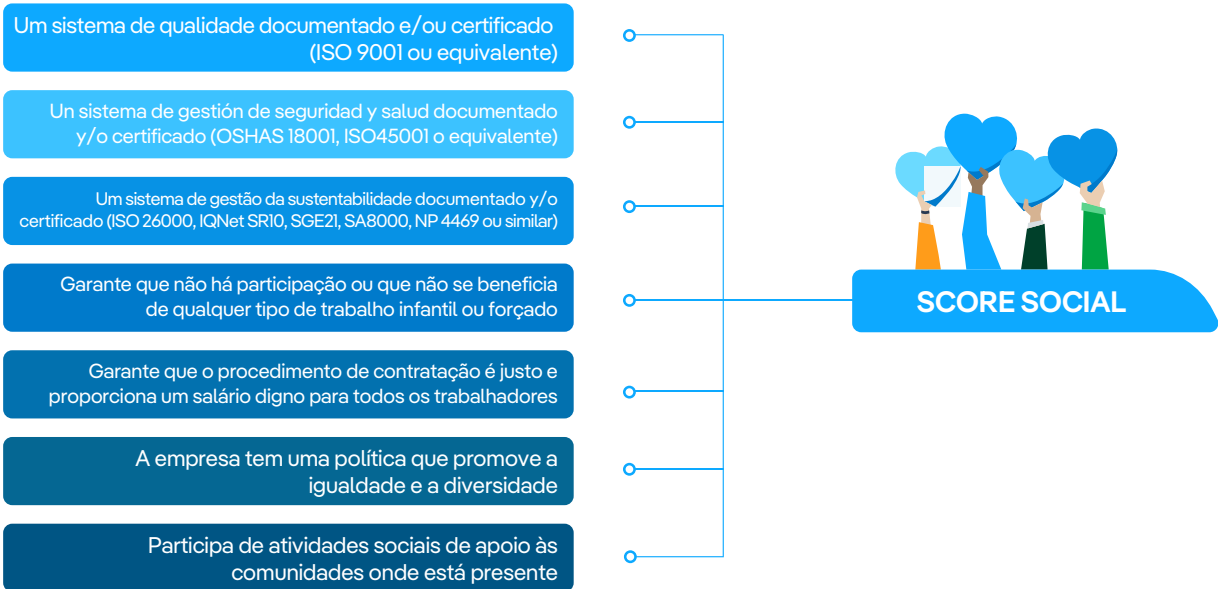 Um sistema de qualidade documentado e/ou certificado
(ISO 9001 ou equivalente)
Un sistema de gestión de seguridad y salud documentado
y/o certificado (OSHAS 18001, ISO45001 o equivalente)
Um sistema de gestão da sustentabilidade documentado y/o
certificado (ISO 26000, IQNet SR10, SGE21, SA8000, NP 4469 ou similar)
Garante que não há participação ou que não se beneficia
de qualquer tipo de trabalho infantil ou forçado
Garante que o procedimento de contratação é justo e
proporciona um salário digno para todos os trabalhadores
A empresa tem uma política que promove a
igualdade e a diversidade
Participa de atividades sociais de apoio às
comunidades onde está presente
SCORE SOCIAL